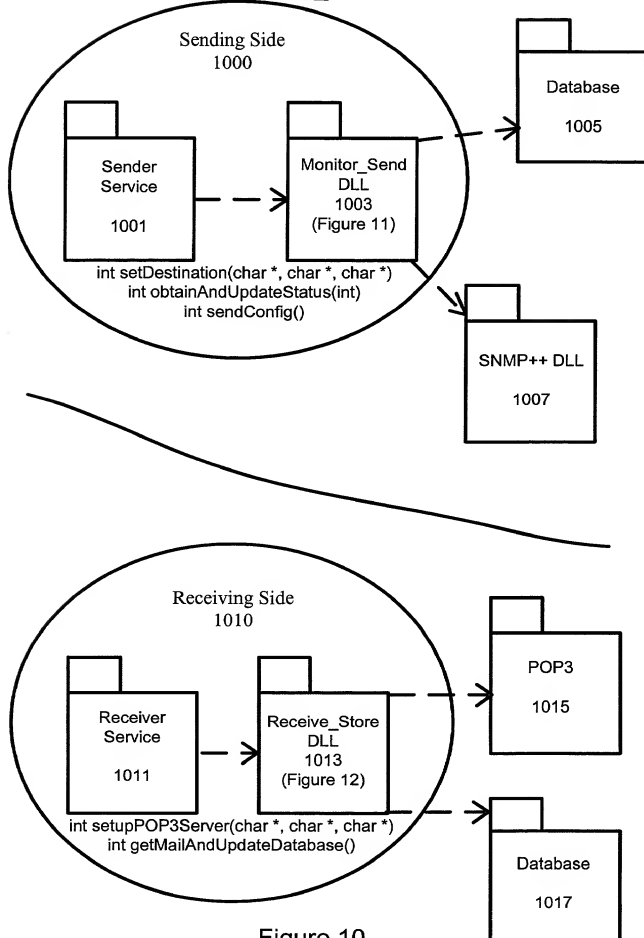 Sending Side
1000
Database
1005
Sender
Service
1001
Monitor_Send
DLL
1003
(Figure 11)
int setDestination(char *, char *, char *)
int obtainAndUpdateStatus(int)
int sendConfig()
SNMP++ DLL
1007
Receiving Side
1010
POP3
1015
Receiver
Service
1011
Receive_Store
DLL
1013
(Figure 12)
int setupPOP3Server(char *, char *, char *)
int getMailAndUpdateDatabase()
Database
1017
Figure 10